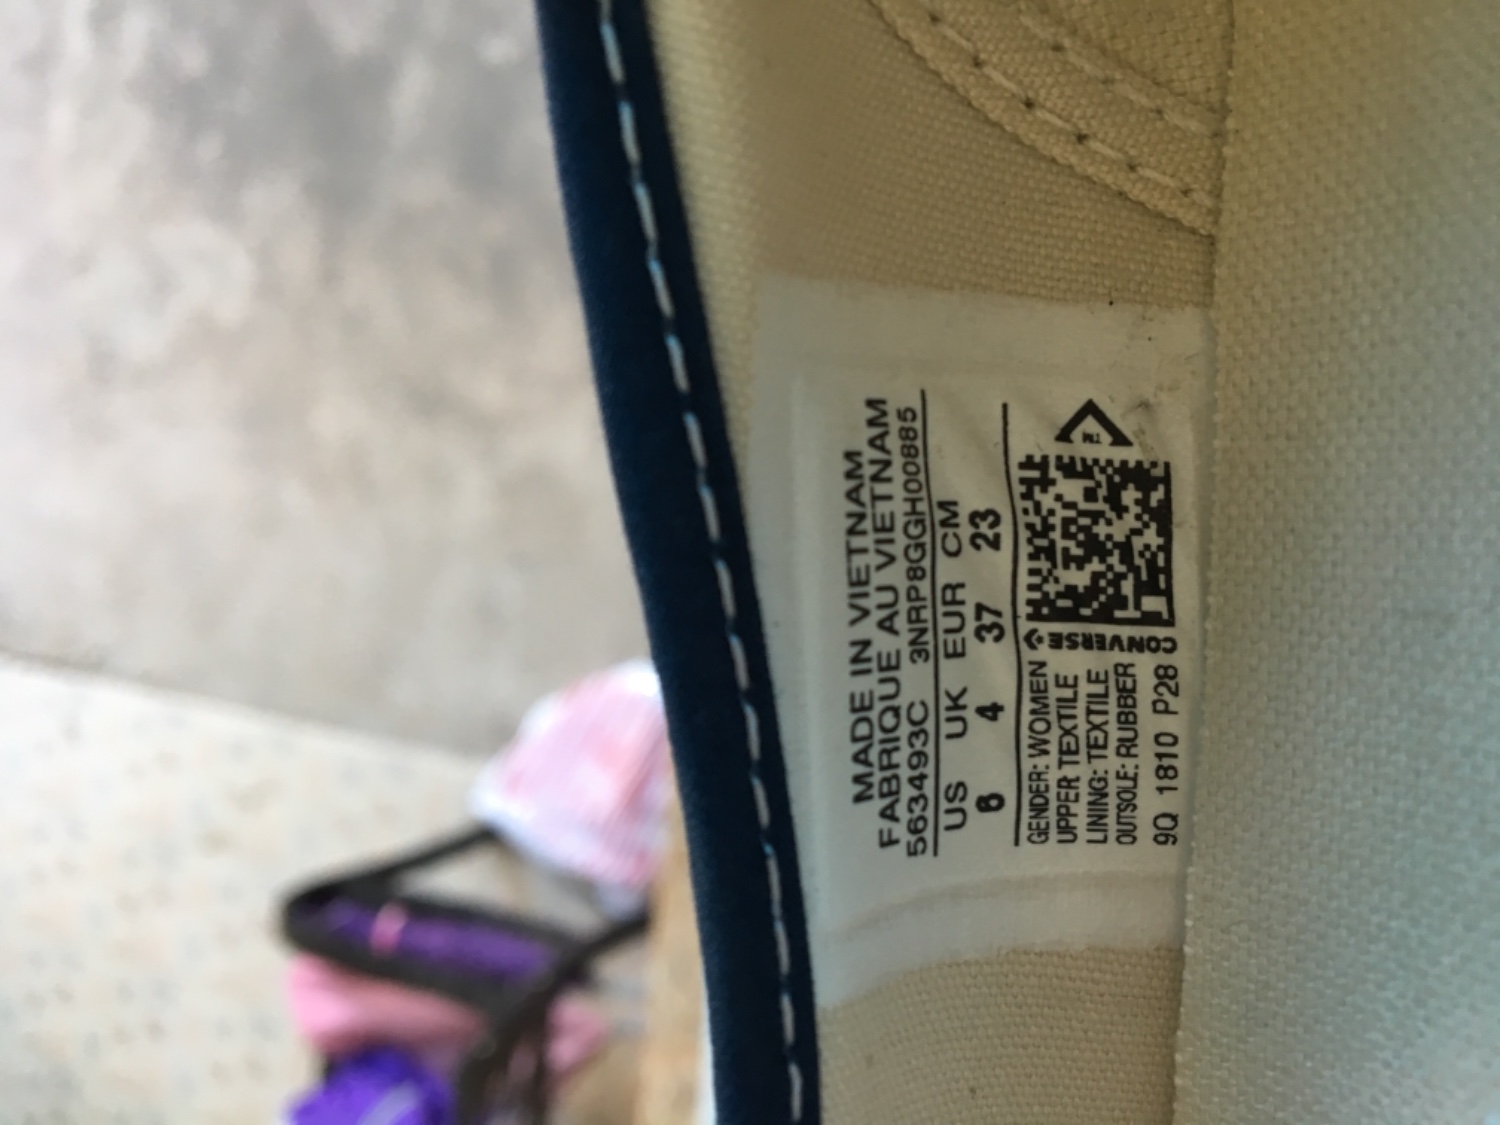 MADE IN VIETNAM
FABRIQUE AU VIETNAM
563493C 3NRP8GGH00885
US UK EUR CM
6 4 37 23
GENDER: WOMEN
UPPER TEXTILE
LINING: TEXTILE
OUTSOLE: RUBBER
9Q 1810 P28
CONVERSE
TM